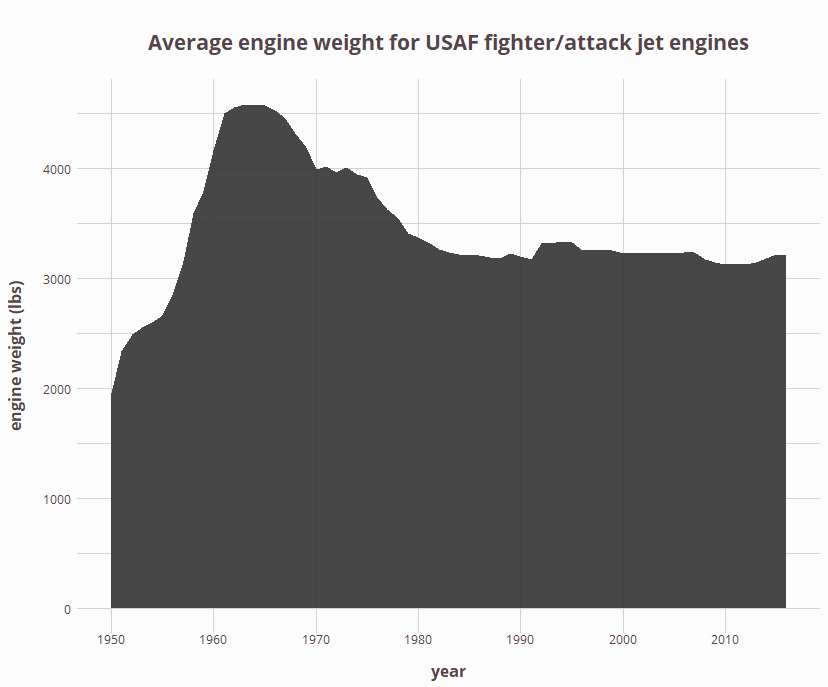 Average engine weight for USAF fighter/attack jet engines
engine weight (lbs)
4000
3000
2000
1000
0
1950 1960 1970 1980 1990 2000 2010
year